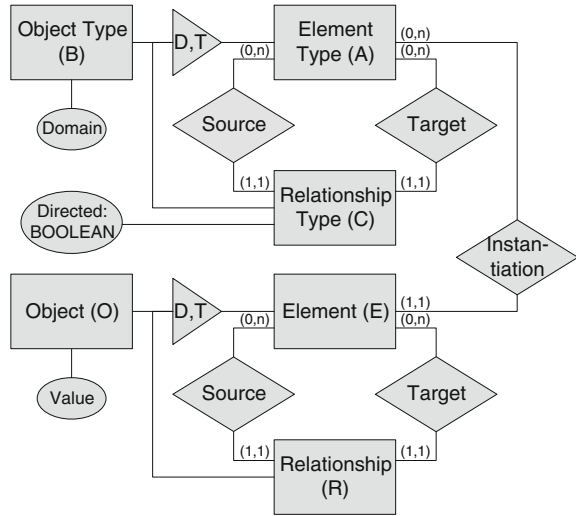 Object Type
(B)
D,T
Element
Type (A)
(0,n)
(0,n)
(0,n)
Domain
Source
Target
(1,1)
(1,1)
Relationship
Type (C)
Directed:
BOOLEAN
Instan-
tiation
Object (O)
D,T
Element (E)
(1,1)
(0,n)
(0,n)
Value
Source
Target
(1,1)
(1,1)
Relationship
(R)